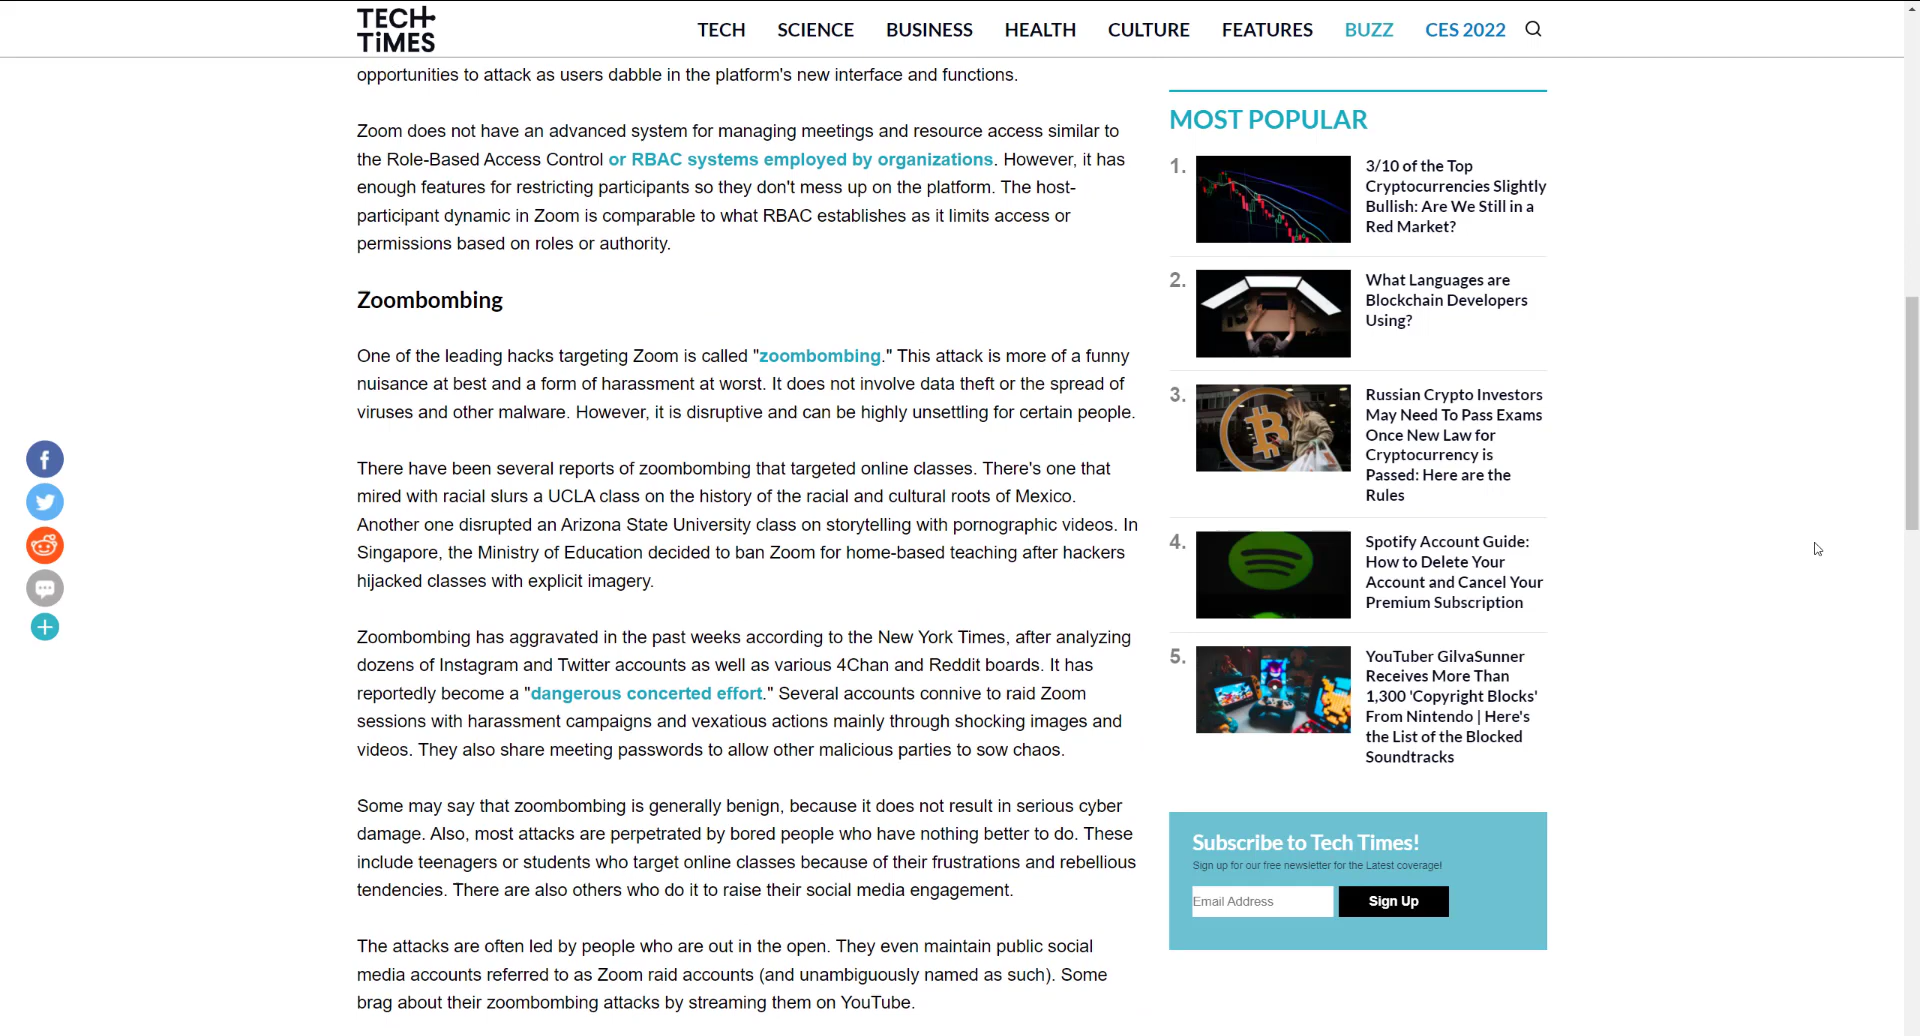 TECH
TiMES
TECH SCIENCE BUSINESS HEALTH CULTURE FEATURES BUZZ CES 2022
opportunities to attack as users dabble in the platform's new interface and functions.
Zoom does not have an advanced system for managing meetings and resource access similar to
the Role-Based Access Control or RBAC systems employed by organizations. However, it has
enough features for restricting participants so they don't mess up on the platform. The host-
participant dynamic in Zoom is comparable to what RBAC establishes as it limits access or
permissions based on roles or authority.
Zoombombing
One of the leading hacks targeting Zoom is called "zoombombing." This attack is more of a funny
nuisance at best and a form of harassment at worst. It does not involve data theft or the spread of
viruses and other malware. However, it is disruptive and can be highly unsettling for certain people.
There have been several reports of zoombombing that targeted online classes. There's one that
mired with racial slurs a UCLA class on the history of the racial and cultural roots of Mexico.
Another one disrupted an Arizona State University class on storytelling with pornographic videos. In
Singapore, the Ministry of Education decided to ban Zoom for home-based teaching after hackers
hijacked classes with explicit imagery.
Zoombombing has aggravated in the past weeks according to the New York Times, after analyzing
dozens of Instagram and Twitter accounts as well as various 4Chan and Reddit boards. It has
reportedly become a "dangerous concerted effort." Several accounts connive to raid Zoom
sessions with harassment campaigns and vexatious actions mainly through shocking images and
videos. They also share meeting passwords to allow other malicious parties to sow chaos.
Some may say that zoombombing is generally benign, because it does not result in serious cyber
damage. Also, most attacks are perpetrated by bored people who have nothing better to do. These
include teenagers or students who target online classes because of their frustrations and rebellious
tendencies. There are also others who do it to raise their social media engagement.
The attacks are often led by people who are out in the open. They even maintain public social
media accounts referred to as Zoom raid accounts (and unambiguously named as such). Some
brag about their zoombombing attacks by streaming them on YouTube.
MOST POPULAR
1. 3/10 of the Top
Cryptocurrencies Slightly
Bullish: Are We Still in a
Red Market?
2. What Languages are
Blockchain Developers
Using?
3. Russian Crypto Investors
May Need To Pass Exams
Once New Law for
Cryptocurrency is
Passed: Here are the
Rules
4. Spotify Account Guide:
How to Delete Your
Account and Cancel Your
Premium Subscription
5. YouTuber GilvaSunner
Receives More Than
1,300 'Copyright Blocks'
From Nintendo | Here's
the List of the Blocked
Soundtracks
Subscribe to Tech Times!
Sign up for our free newsletter for the Latest coverage!
Email Address Sign Up